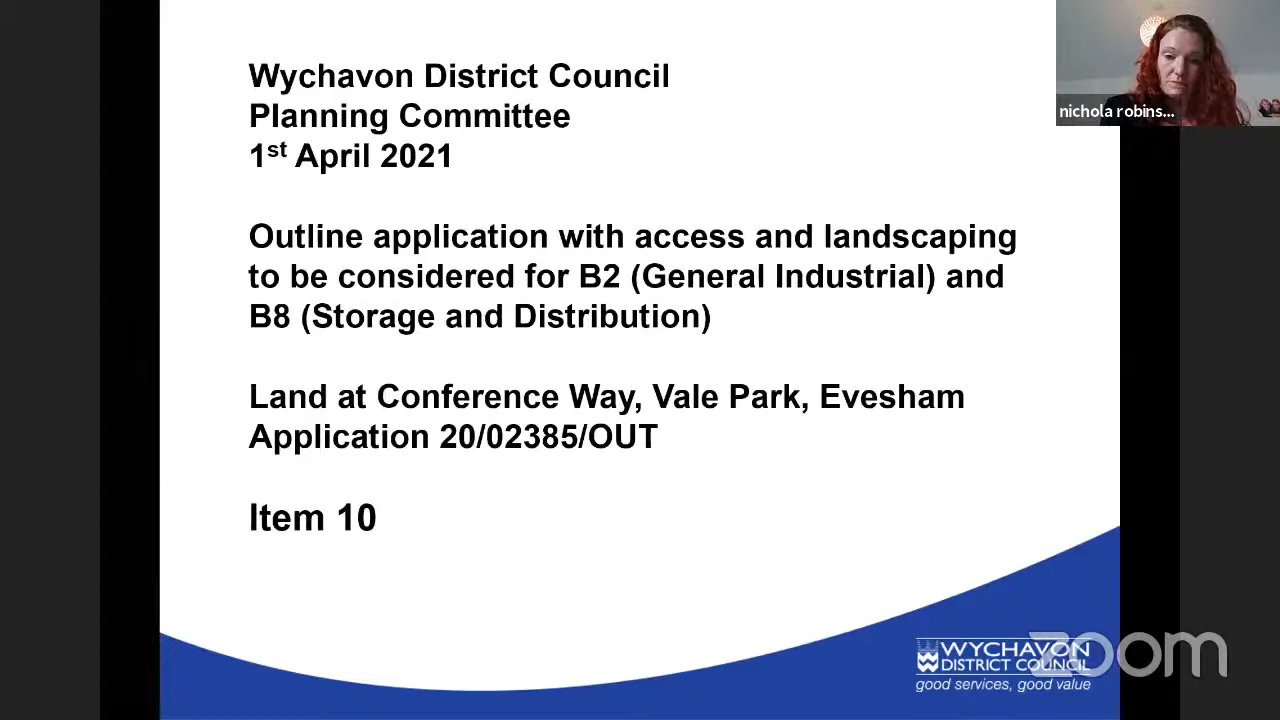 Wychavon District Council
Planning Committee
1st April 2021
Outline application with access and landscaping
to be considered for B2 (General Industrial) and
B8 (Storage and Distribution)
Land at Conference Way, Vale Park, Evesham
Application 20/02385/OUT
Item 10
nichola robins...
WYCHAVON
DISTRICT COUNCIL
good services, good value
zoom